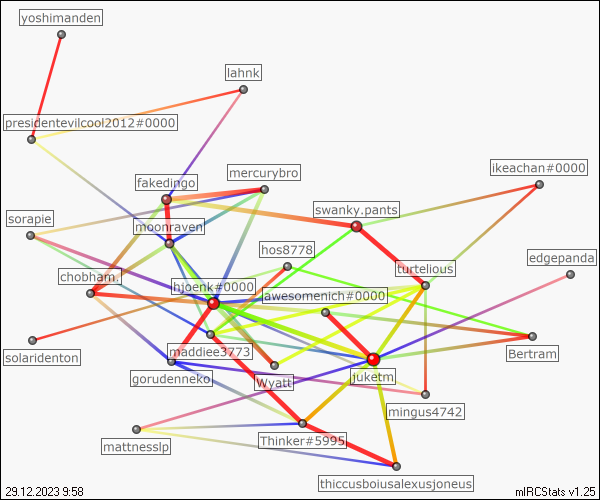 yoshimanden
lahnk
presidentevilcool2012#0000
mercurybro
ikeachan#0000
fakedingo
swanky.pants
sorapie
moonraven
hos8778
edgepanda
chobham.
turtelious
hjoenk#0000
awesomenich#0000
solaridenton
maddiee3773
Bertram
gorudenneko
Wyatt
juketm
mingus4742
mattnesslp
Thinker#5995
thiccusboiusalexusjoneus
29.12.2023 9:58
mIRCStats v1.25